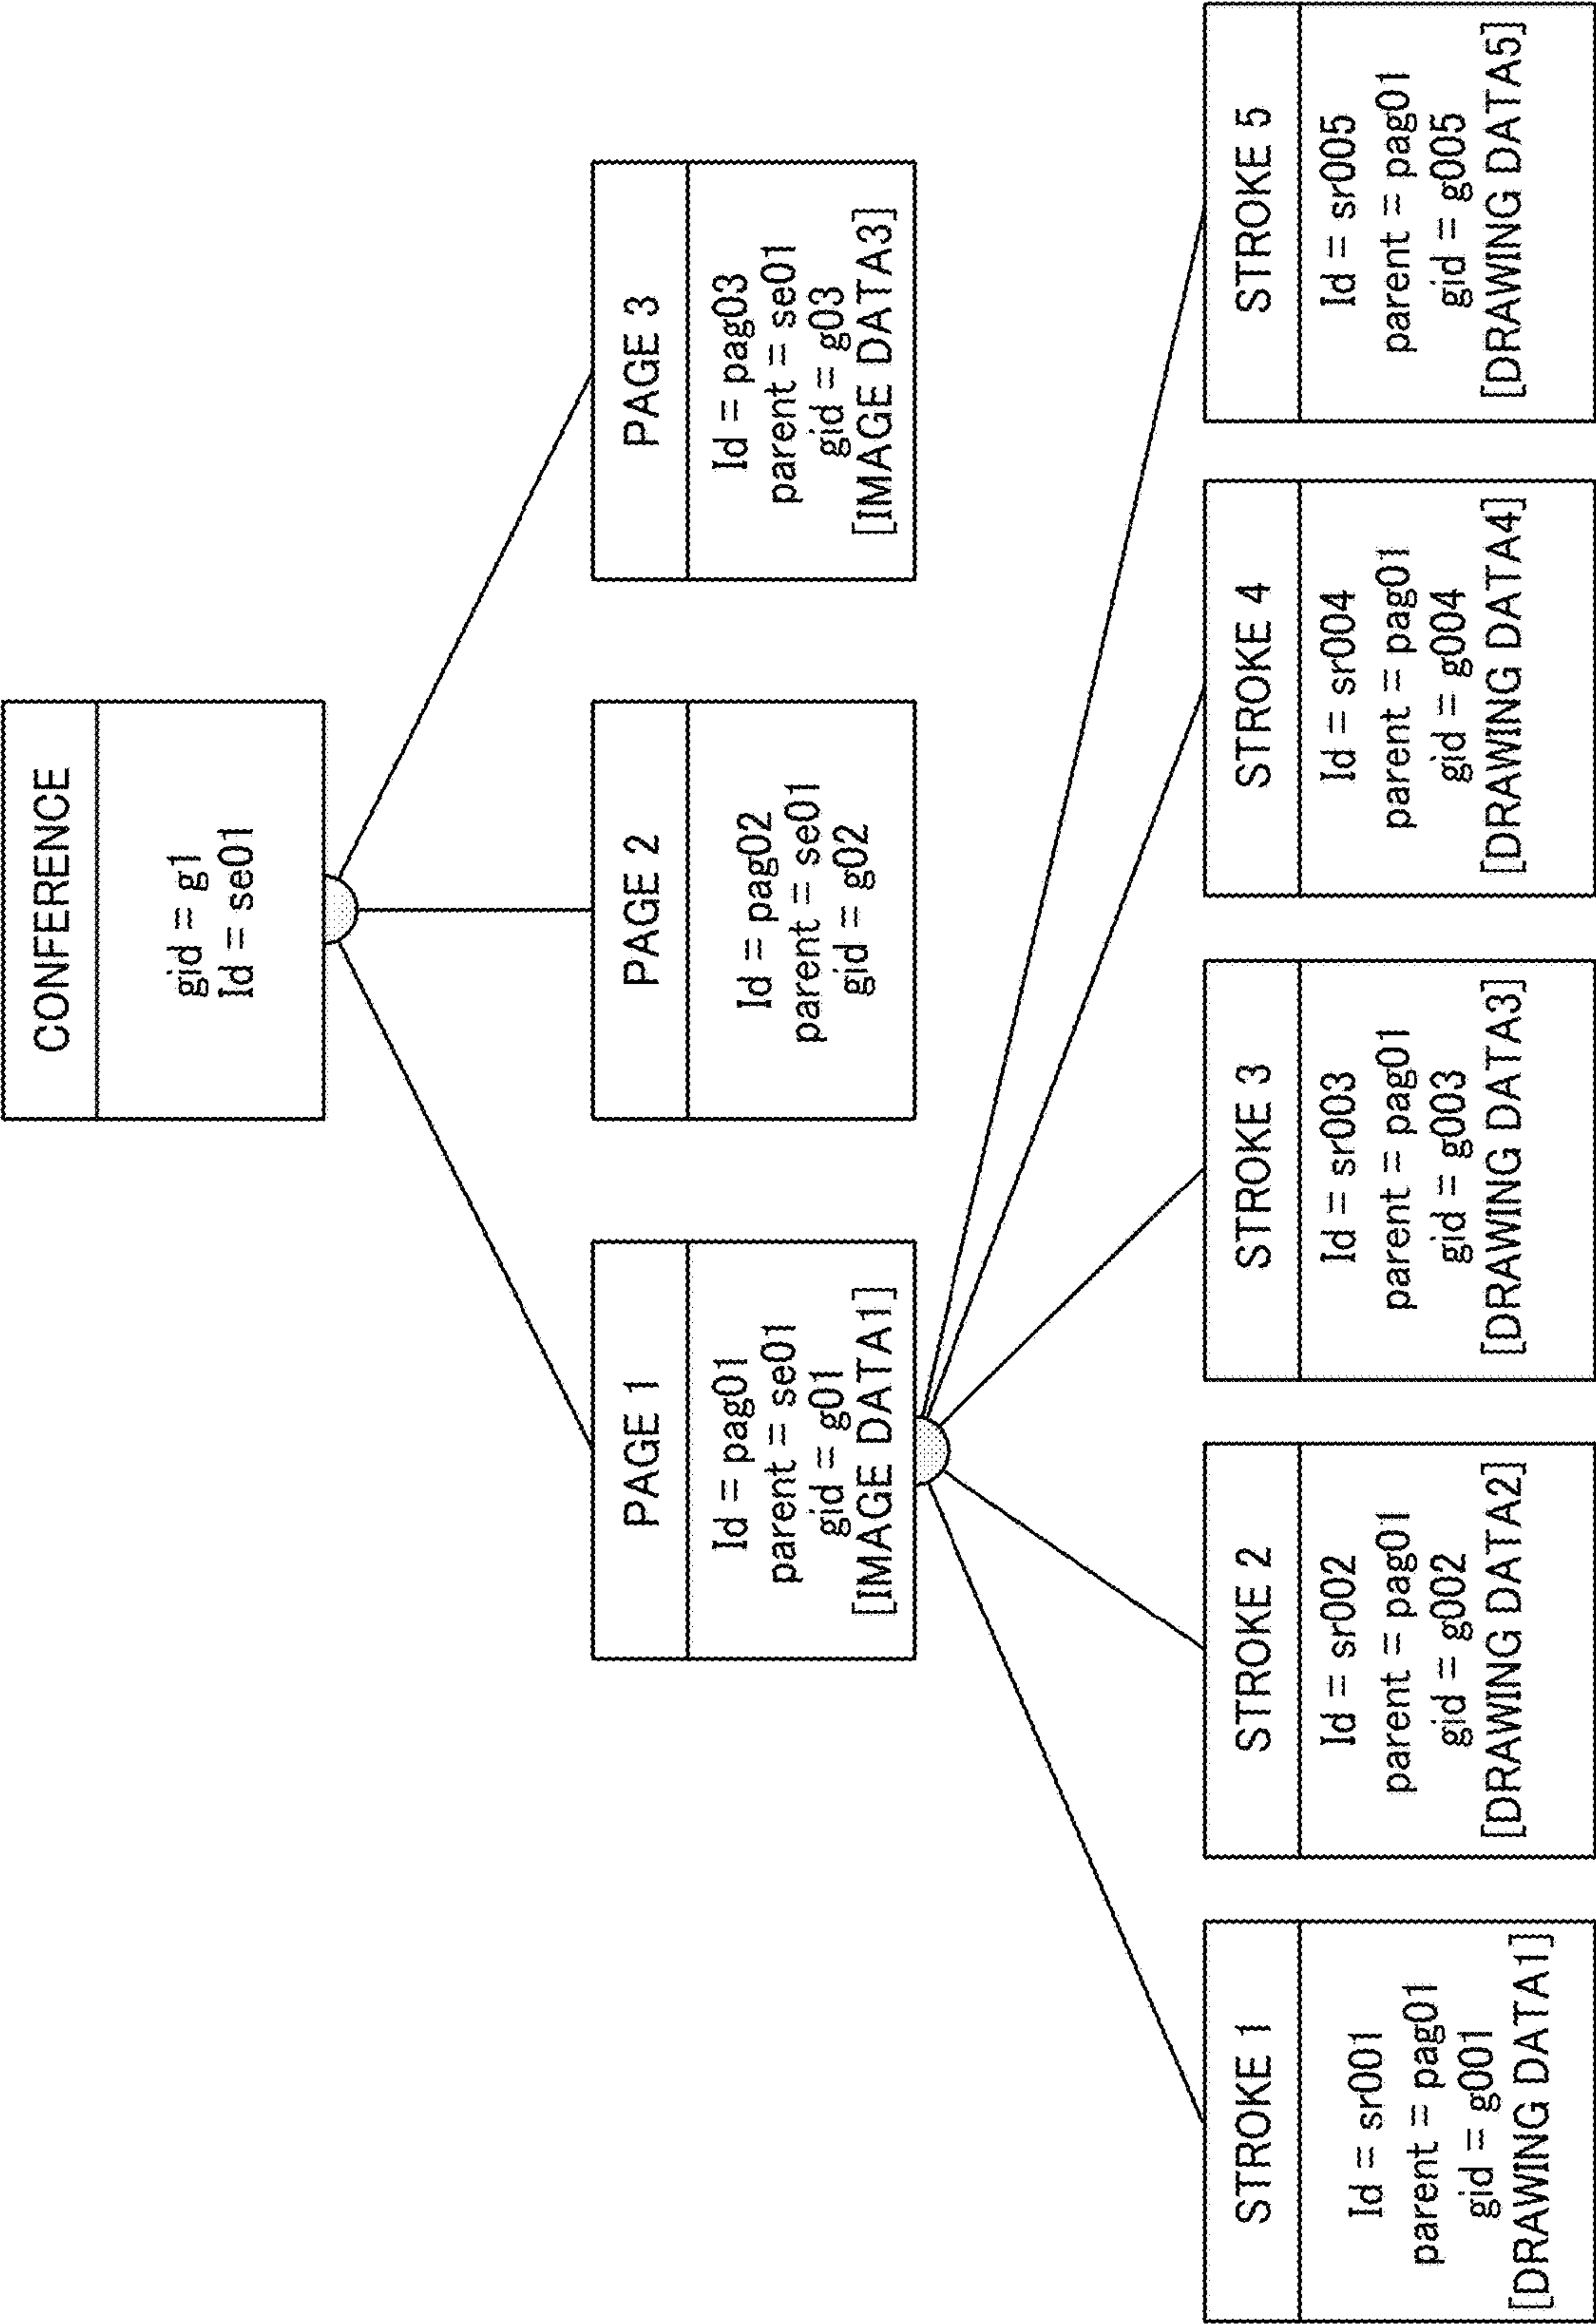 CONFERENCE
gid = g1
Id = se01
PAGE 1
Id = pag01
parent = se01
gid = g01
[IMAGE DATA1]
PAGE 2
Id = pag02
parent = se01
gid = g02
PAGE 3
Id = pag03
parent = se01
gid = g03
[IMAGE DATA3]
STROKE 1
Id = sr001
parent = pag01
gid = g001
[DRAWING DATA1]
STROKE 2
Id = sr002
parent = pag01
gid = g002
[DRAWING DATA2]
STROKE 3
Id = sr003
parent = pag01
gid = g003
[DRAWING DATA3]
STROKE 4
Id = sr004
parent = pag01
gid = g004
[DRAWING DATA4]
STROKE 5
Id = sr005
parent = pag01
gid = g005
[DRAWING DATA5]